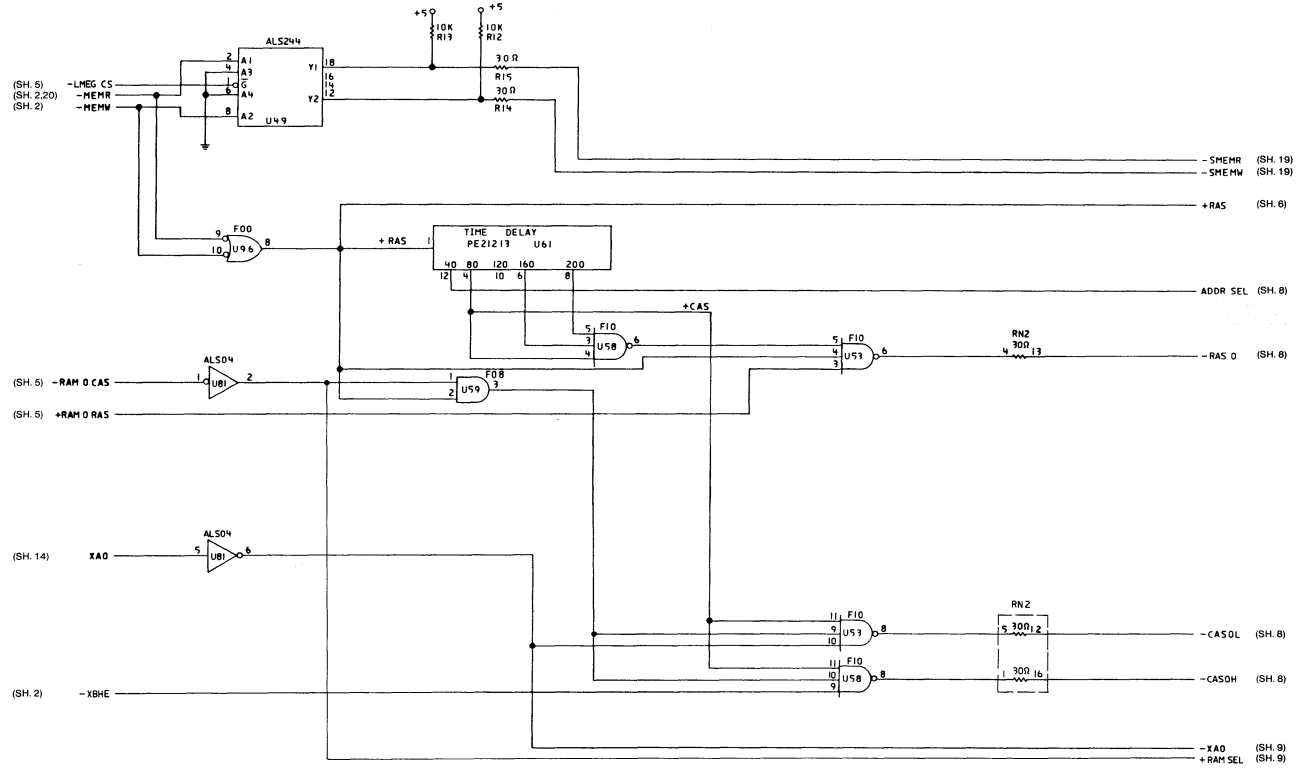 +5 +5
10K 10K
R13 R12
ALS244
2 A1 Y1 18 30Ω
4 A3 16 R15
(SH. 5) -LMEG CS 1 G 14 30Ω
(SH. 2,20) -MEMR 6 A4 Y2 12 R14
(SH. 2) -MEMW 8 A2
U49
-SMEMR (SH. 19)
-SMEMW (SH. 19)
+RAS (SH. 6)
F00
9 U96 8
10
+RAS 1
TIME DELAY
PE21213 U61
40 80 120 160 200
12 4 10 6 8
ADDR SEL (SH. 8)
+CAS
F10
5 3 4 U58 6
F10
5 4 3 U53 6
RN2
30Ω
4 13
-RAS 0 (SH. 8)
ALS04
(SH. 5) -RAM 0 CAS 1 U81 2
F08
1 2 U59 3
(SH. 5) +RAM 0 RAS
ALS04
(SH. 14) XA0 5 U81 6
F10
11 9 10 U53 8
RN2
5 30Ω 12
-CAS0L (SH. 8)
F10
11 10 9 U58 8
1 30Ω 16
-CAS0H (SH. 8)
(SH. 2) -XBHE
-XA0 (SH. 9)
+RAM SEL (SH. 9)